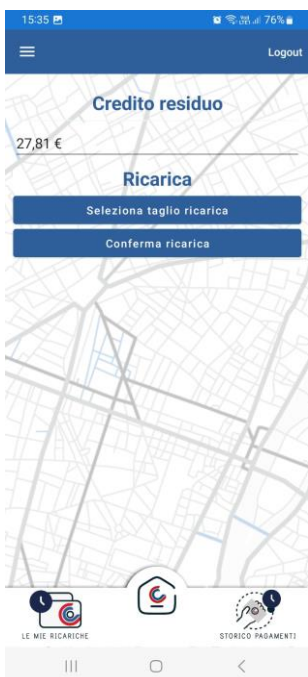 15:35 76%
Logout
Credito residuo
27,81 €
Ricarica
Seleziona taglio ricarica
Conferma ricarica
LE MIE RICARICHE
STORICO PAGAMENTI